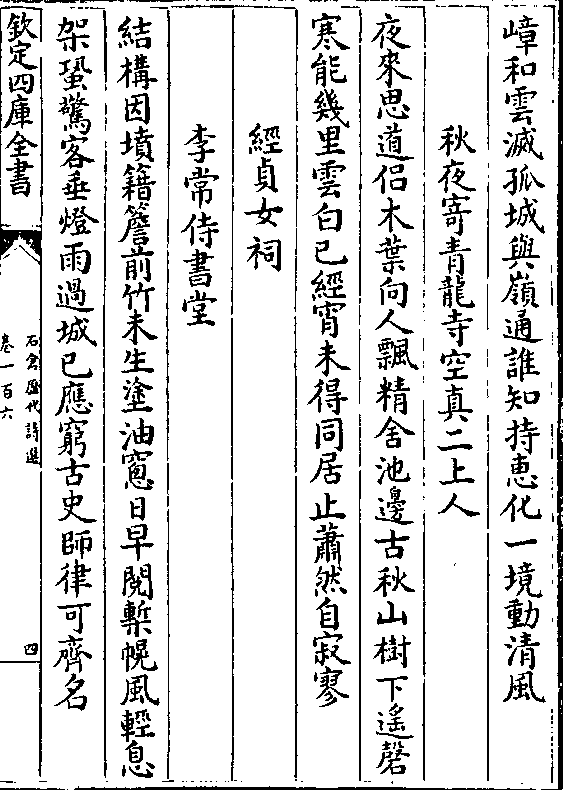 嶂和雲滅孤城與嶺通誰知持惠化一境動清風
秋夜寄青龍寺空真二上人
夜來思道侶木葉向人飄精舍池邊古秋山樹下遙磬
寒能幾里雲白已經宵未得同居止蕭然自寂寥
經貞女祠
李常侍書堂
結構因墳籍簷前竹未生塗油窻日早閱槧幌風輕息
架蛩驚客垂燈雨過城已應窮古史師律可齊名
欽定四庫全書
石倉歷代詩選
卷一百六
四